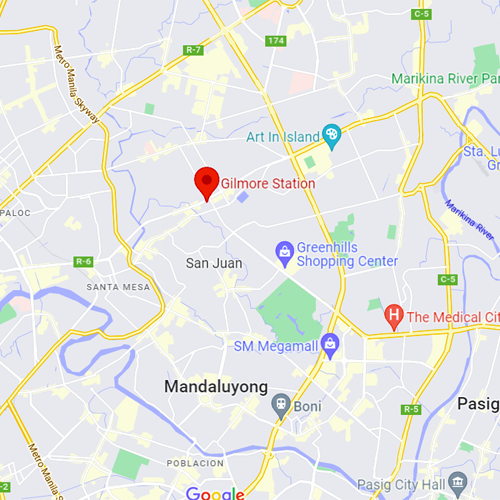 C-5
R-7
174
Metro Manila Skyway
Marikina River Par
Art In Island
Sta. Lu
Gr
Gilmore Station
PALOC
Marikina River
R-6
San Juan
Greenhills
Shopping Center
SANTA MESA
C-5
The Medical Cit
SM Megamall
Mandaluyong
Boni
R-5
Pasig
Metro Manila
POBLACION
Pasig City Hall
Google